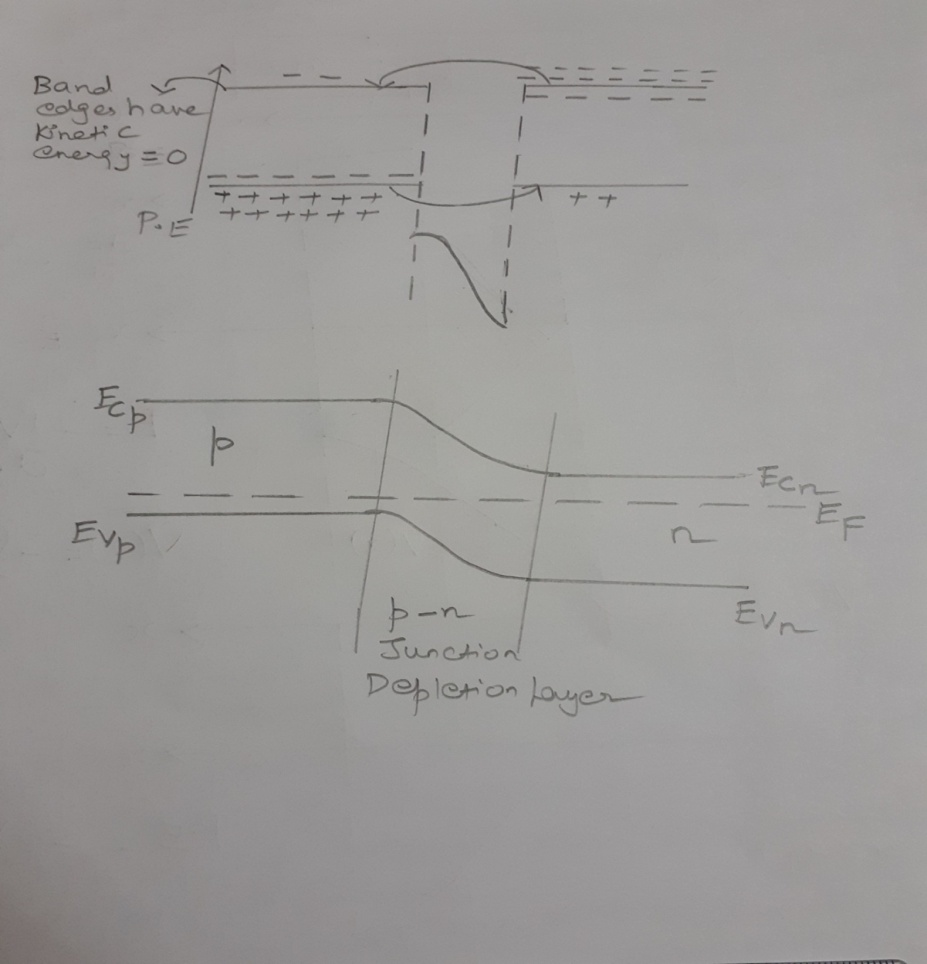 Band
edges have
Kinetic
energy = 0
P.E
- -
- - - - - -
+ + + + + +
+ + + + + +
+ +
Ecp
p
Evp
Ecn
EF
n
Evn
p-n
Junction
Depletion Layer